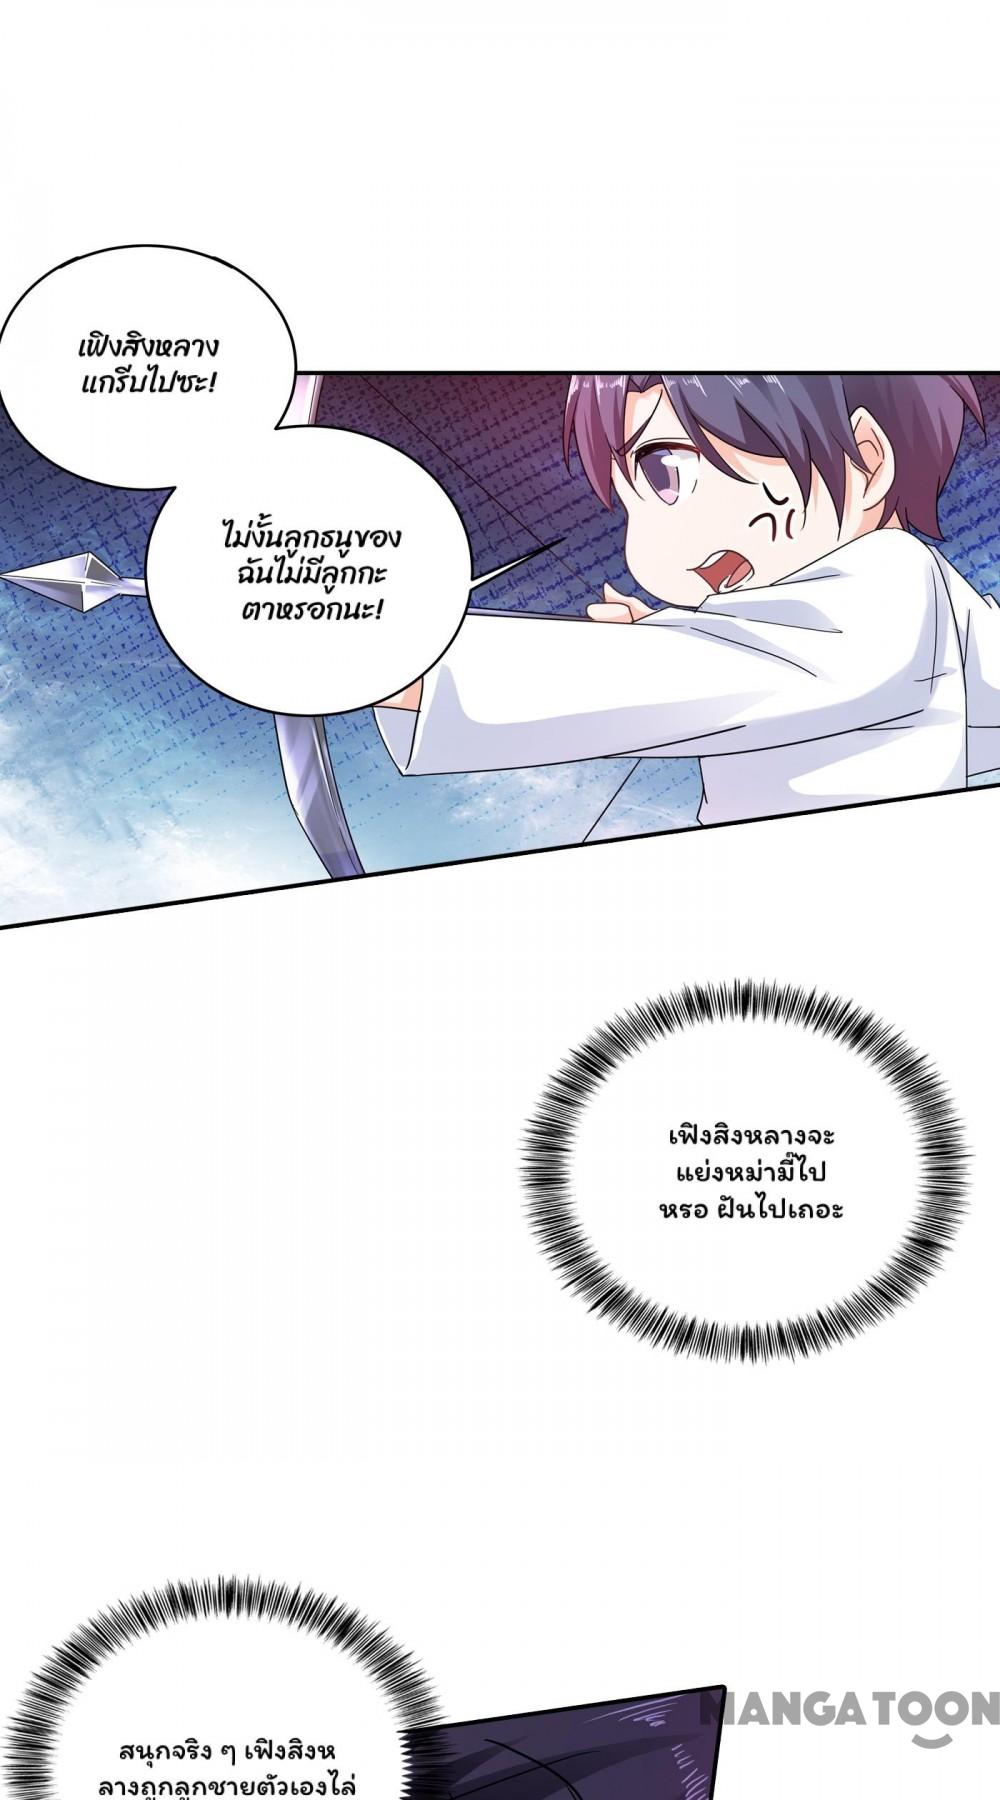 เฟิงสิงหลาง
แกรีบไปซะ!
ไม่งั้นลูกธนูของ
ฉันไม่มีลูกกะ
ตาหรอกนะ!
เฟิงสิงหลางจะ
แย่งหม่ามี๊ไป
หรอ ฝันไปเถอะ
MANGATOON
สนุกจริง ๆ เฟิงสิงห
ลางถูกลูกชายตัวเองไล่